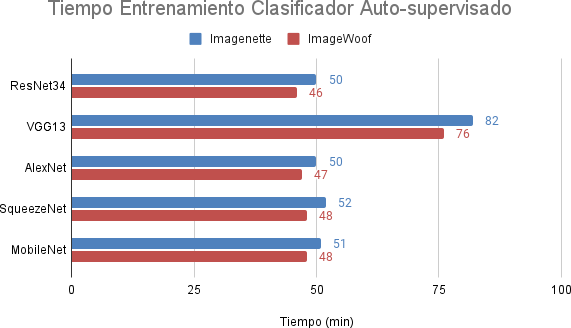 Tiempo Entrenamiento Clasificador Auto-supervisado
Imagenette ImageWoof
ResNet34 50
46
VGG13 82
76
AlexNet 50
47
SqueezeNet 52
48
MobileNet 51
48
0 25 50 75 100
Tiempo (min)